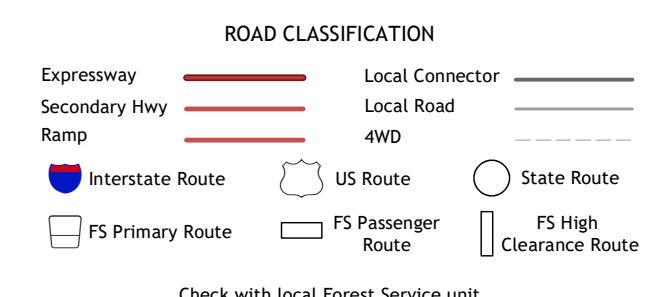 ROAD CLASSIFICATION
Expressway
Local Connector
Secondary Hwy
Local Road
Ramp
4WD
Interstate Route
US Route
State Route
FS Primary Route
FS Passenger
Route
FS High
Clearance Route
Check with local Forest Service unit